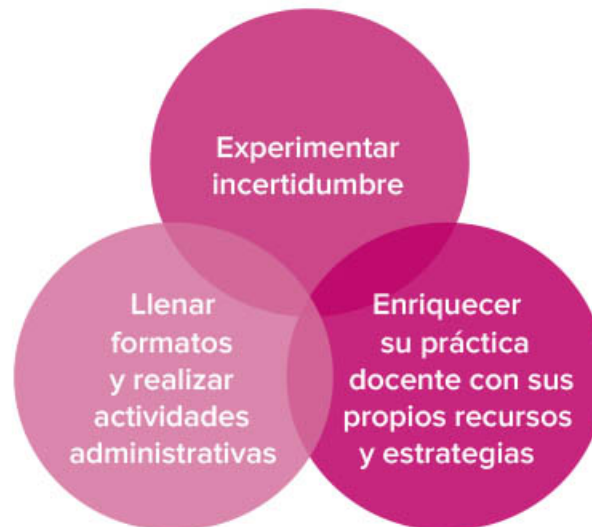 Experimentar
incertidumbre
Llenar
formatos
y realizar
actividades
administrativas
Enriquecer
su práctica
docente con sus
propios recursos
y estrategias